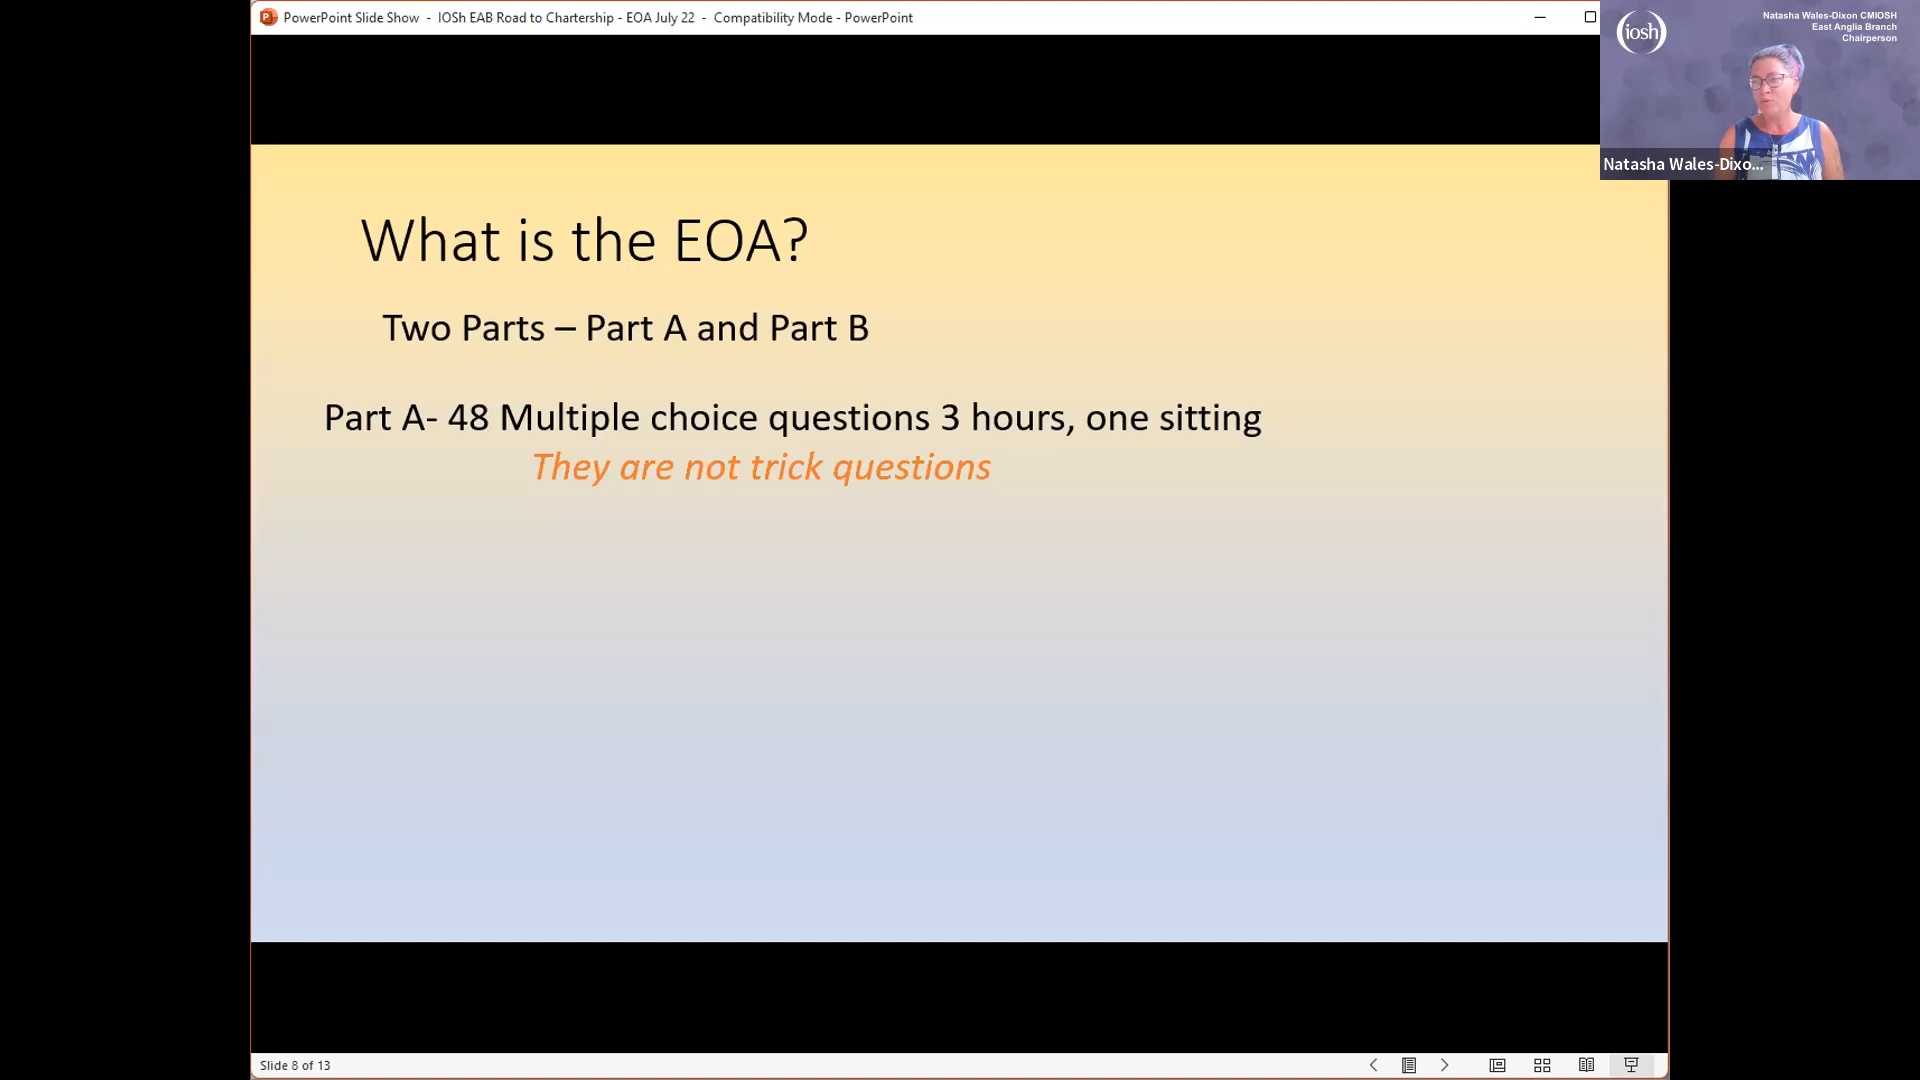 PowerPoint Slide Show - IOSh EAB Road to Chartership - EOA July 22 - Compatibility Mode - PowerPoint
iosh
Natasha Wales-Dixon CMIOSH
East Anglia Branch
Chairperson
Natasha Wales-Dixo...
What is the EOA?
Two Parts – Part A and Part B
Part A- 48 Multiple choice questions 3 hours, one sitting
They are not trick questions
Slide 8 of 13